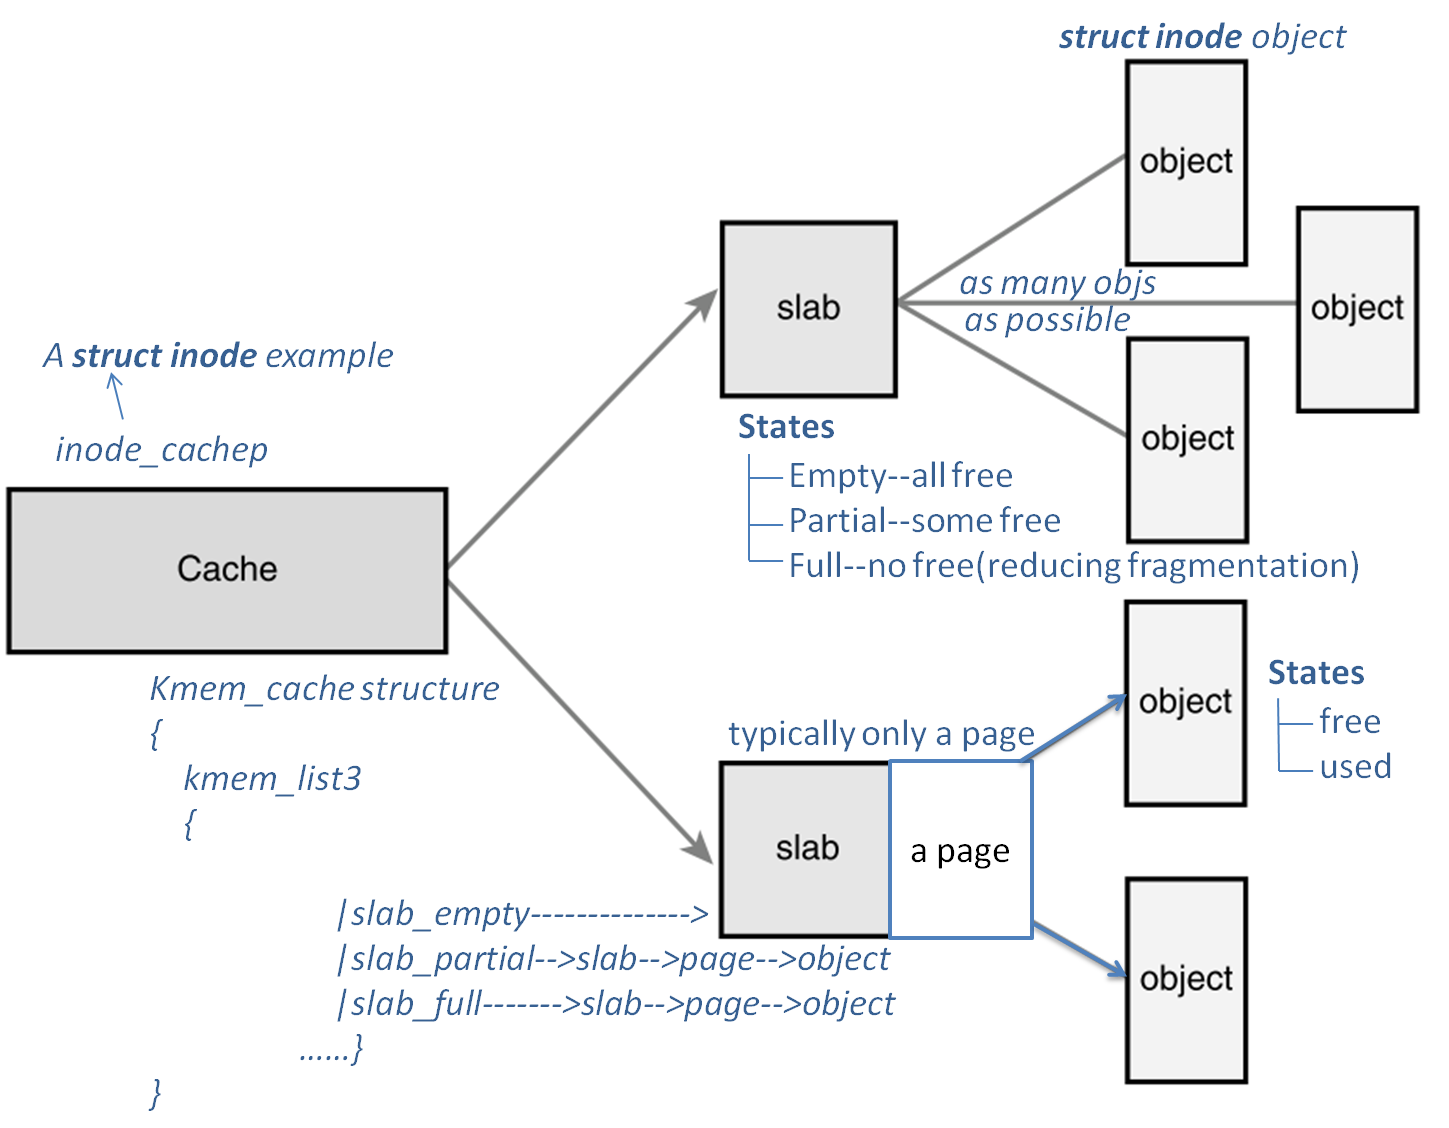 struct inode object
object
object
as many objs
as possible
slab
object
A struct inode example
inode_cachep
Cache
States
Empty--all free
Partial--some free
Full--no free(reducing fragmentation)
Kmem_cache structure
{
kmem_list3
{
|slab_empty-------------->
|slab_partial-->slab-->page-->object
|slab_full------->slab-->page-->object
......}
}
typically only a page
slab
a page
object
States
free
used
object